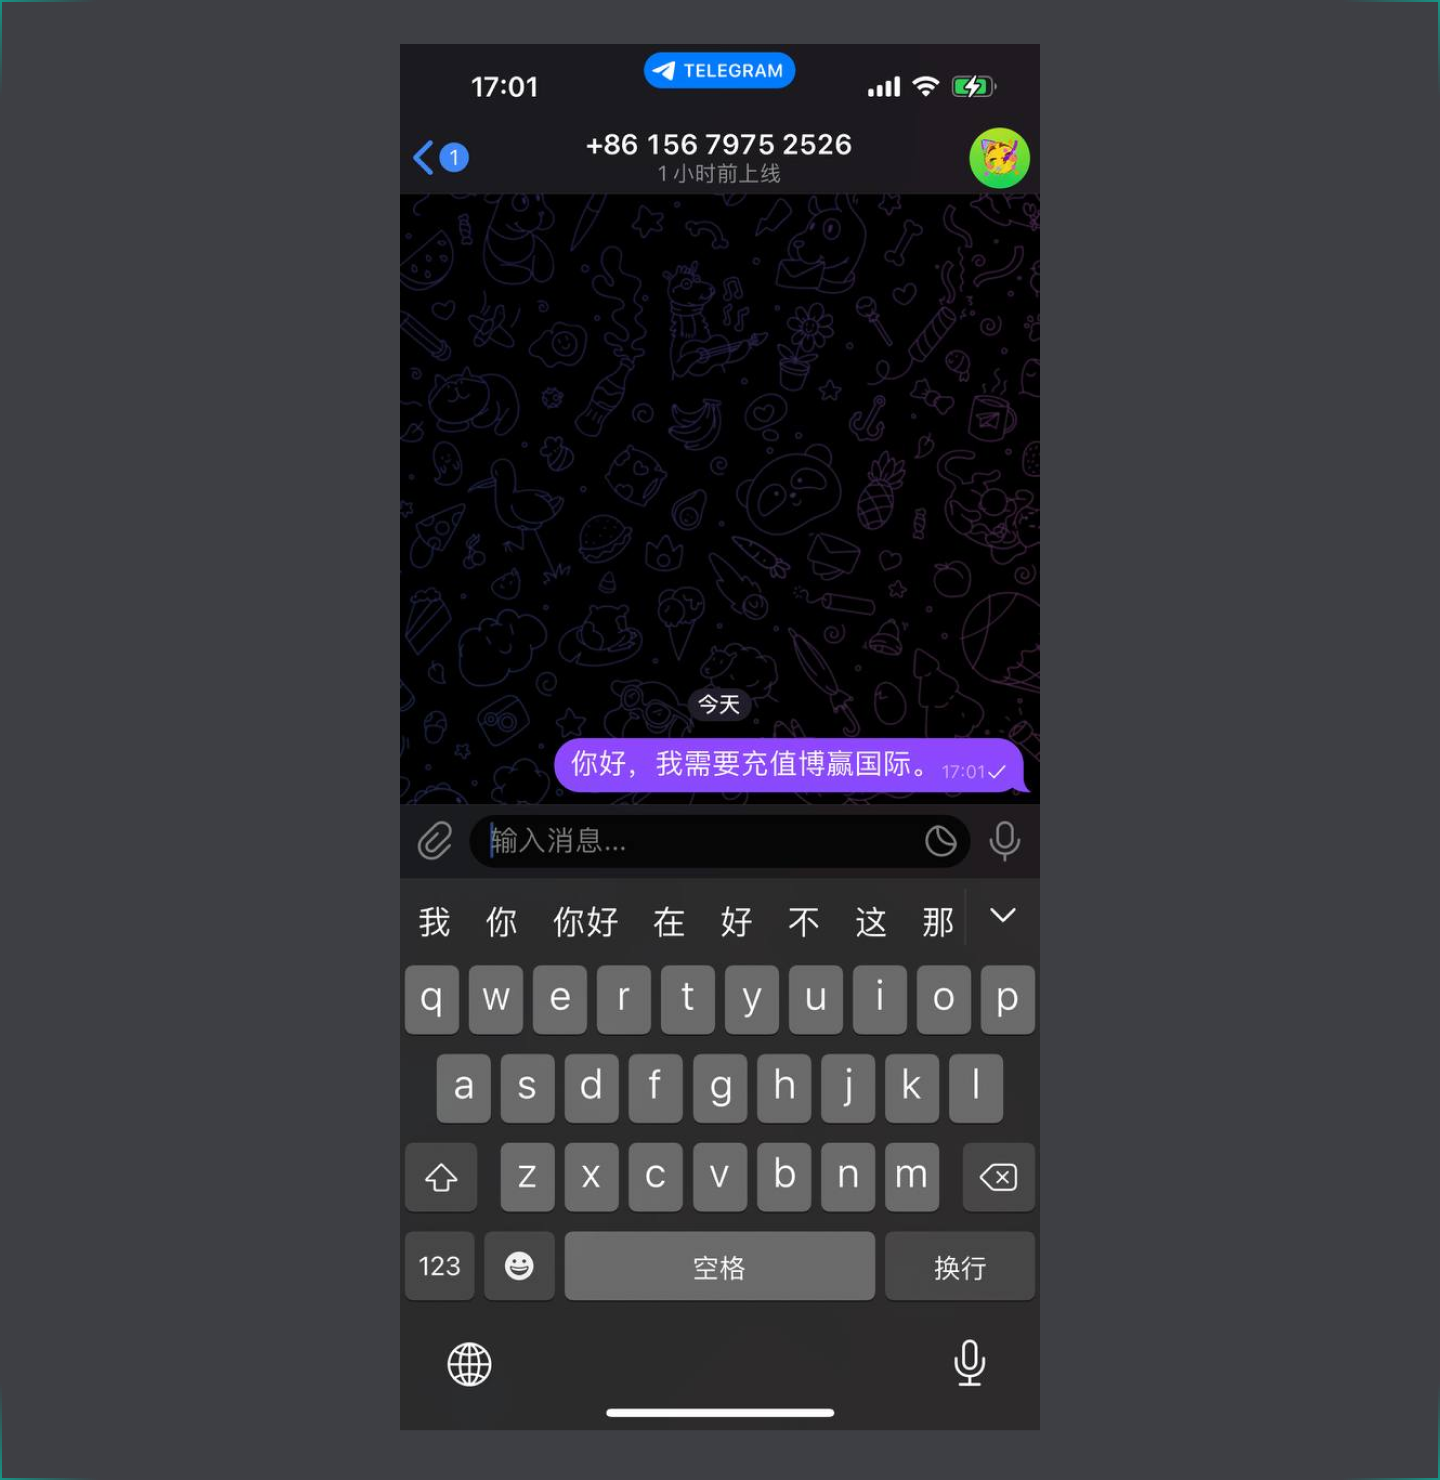 17:01
TELEGRAM
1
+86 156 7975 2526
1 小时前上线
今天
你好，我需要充值博赢国际。 17:01
输入消息...
我 你 你好 在 好 不 这 那
q w e r t y u i o p
a s d f g h j k l
z x c v b n m
123 空格 换行